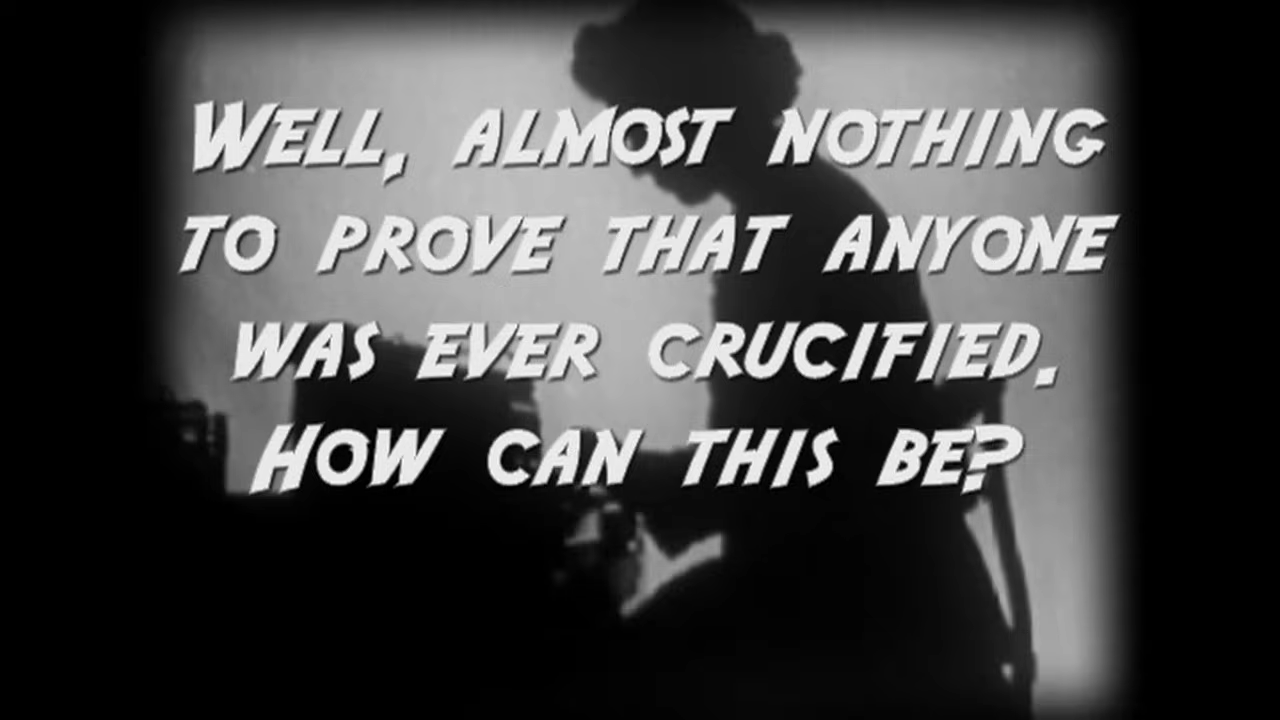 Well, almost nothing
to prove that anyone
was ever crucified.
How can this be?